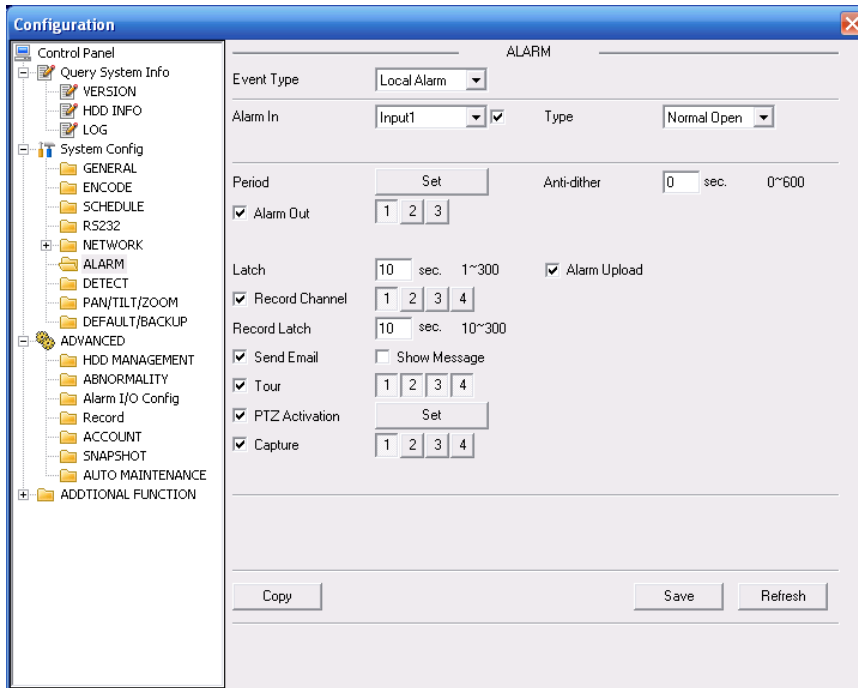 Configuration
Control Panel
Query System Info
VERSION
HDD INFO
LOG
System Config
GENERAL
ENCODE
SCHEDULE
RS232
NETWORK
ALARM
DETECT
PAN/TILT/ZOOM
DEFAULT/BACKUP
ADVANCED
HDD MANAGEMENT
ABNORMALITY
Alarm I/O Config
Record
ACCOUNT
SNAPSHOT
AUTO MAINTENANCE
ADDTIONAL FUNCTION
ALARM
Event Type Local Alarm
Alarm In Input1 Type Normal Open
Period Set Anti-dither 0 sec. 0~600
Alarm Out 1 2 3
Latch 10 sec. 1~300 Alarm Upload
Record Channel 1 2 3 4
Record Latch 10 sec. 10~300
Send Email Show Message
Tour 1 2 3 4
PTZ Activation Set
Capture 1 2 3 4
Copy Save Refresh